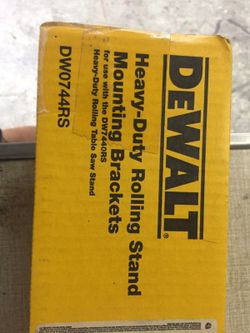 DEWALT®
Heavy-Duty Rolling Stand
Mounting Brackets
for use with the DW7440RS
Heavy-Duty Rolling Table Saw Stand
DW0744RS